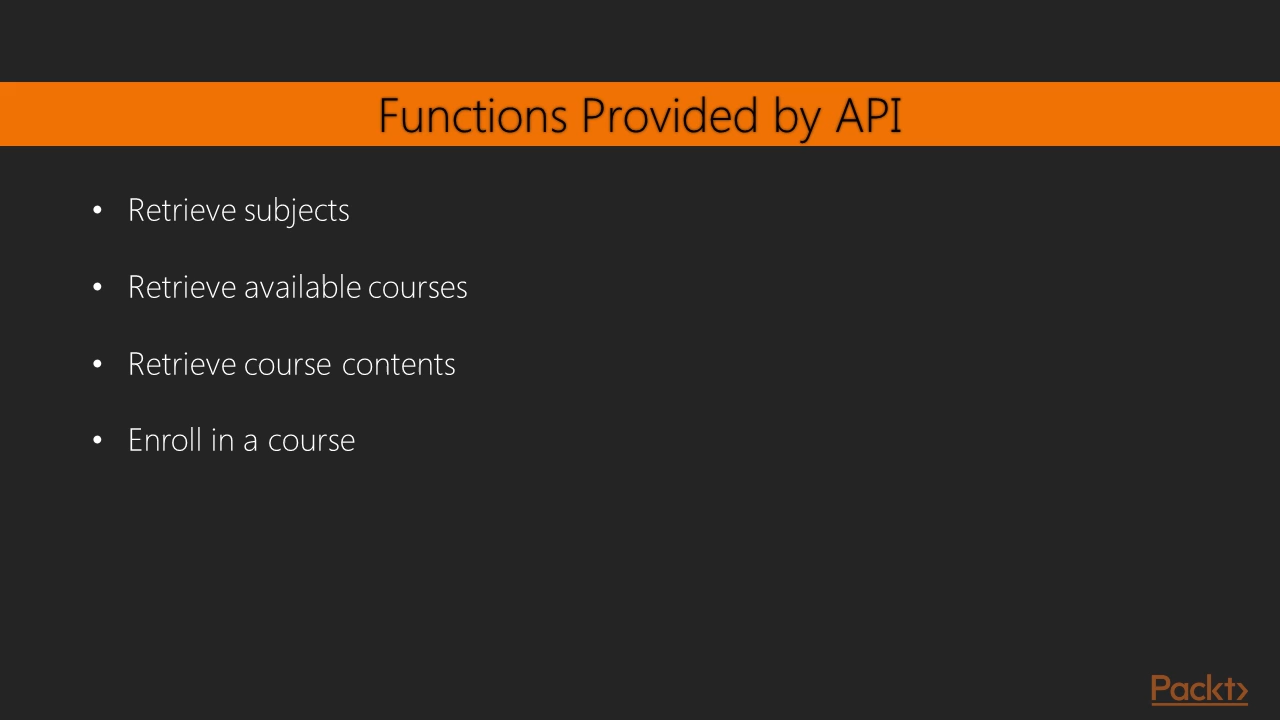 Functions Provided by API
• Retrieve subjects
• Retrieve available courses
• Retrieve course contents
• Enroll in a course
Packt>